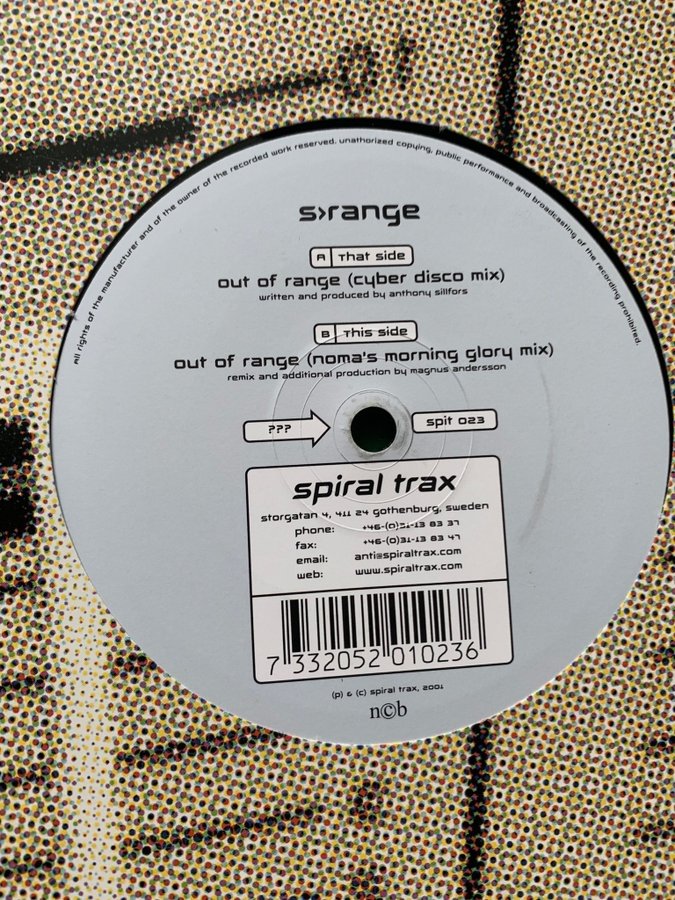 All rights of the manufacturer and of the owner of the recorded work reserved. unathorized copying, public performance and broadcasting of the recording prohibited.
s>range
A That side
out of range (cyber disco mix)
written and produced by anthony sillfors
B This side
out of range (noma's morning glory mix)
remix and additional production by magnus andersson
??? spit 023
spiral trax
storgatan 4, 411 24 gothenburg, sweden
phone: +46-(0)31-13 83 37
fax: +46-(0)31-13 83 47
email: anti@spiraltrax.com
web: www.spiraltrax.com
7 332052 010236
(p) & (c) spiral trax, 2001
n©b